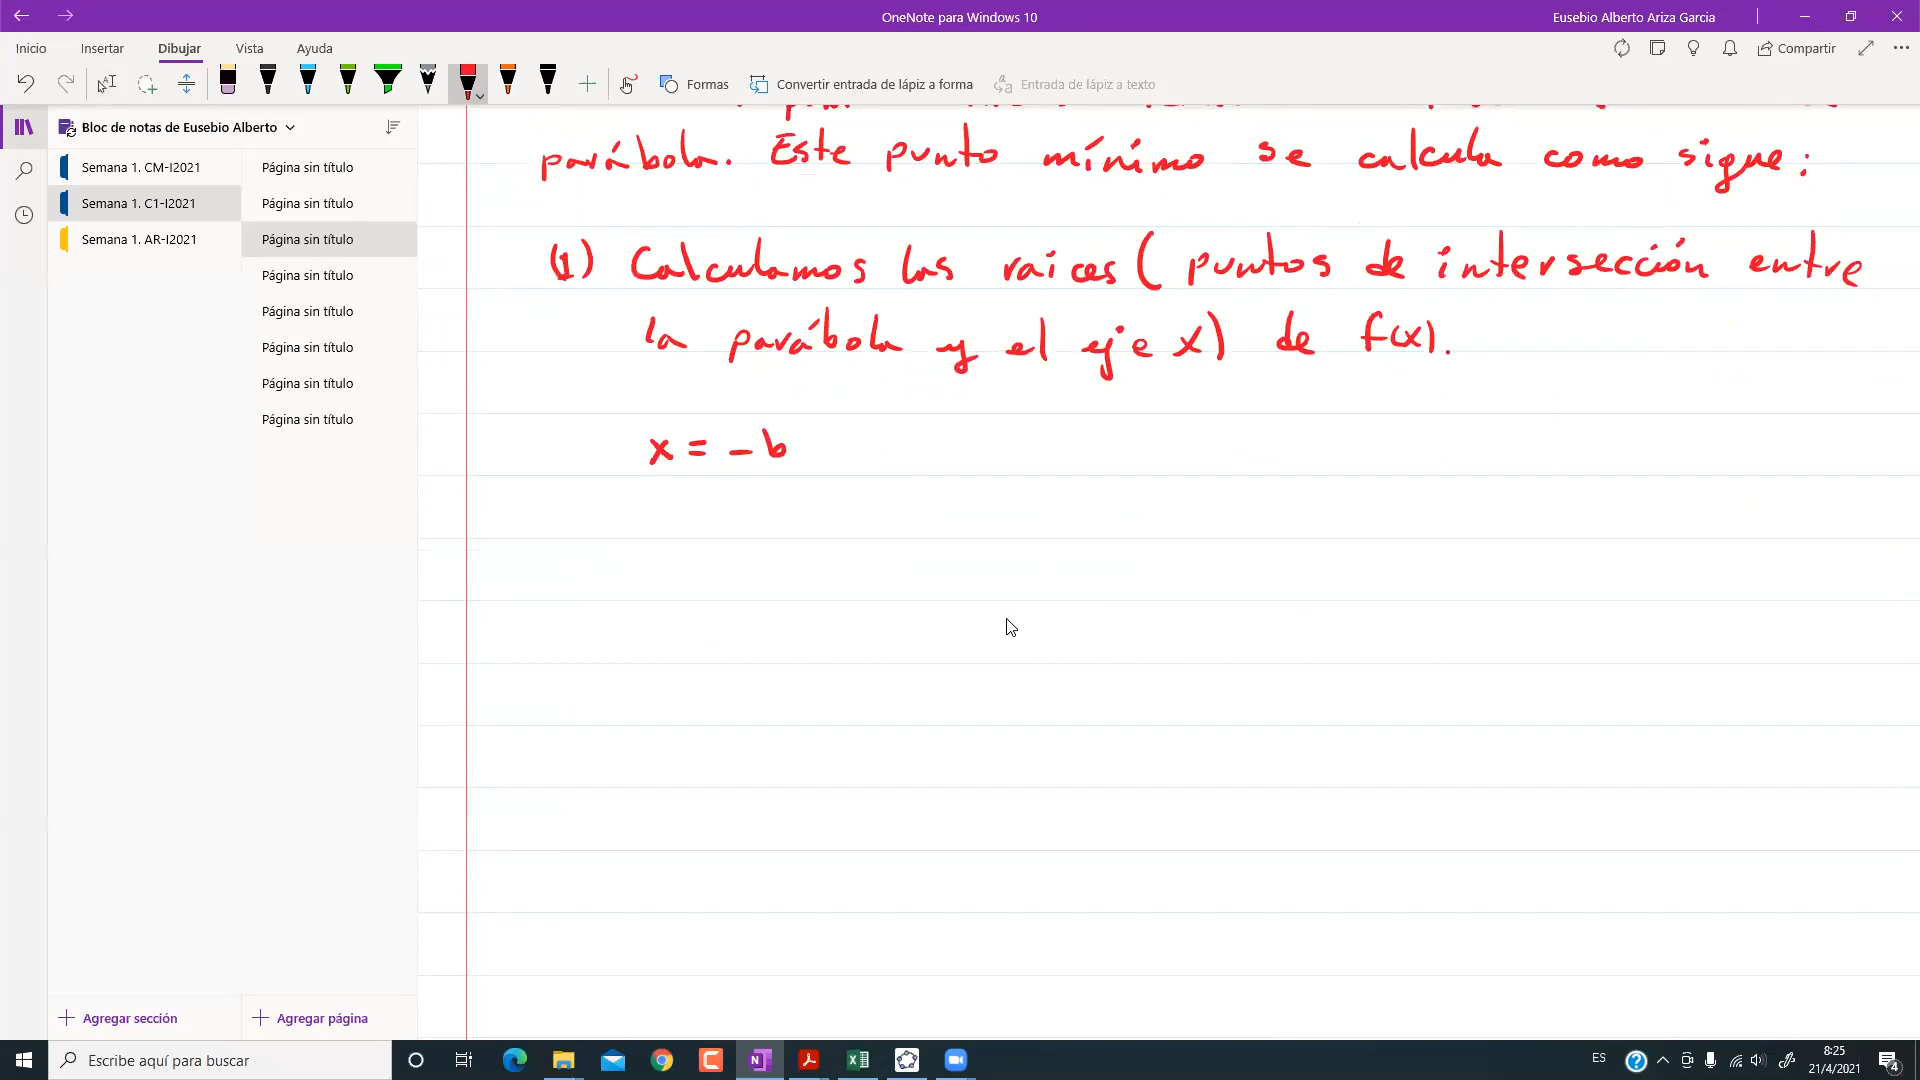 OneNote para Windows 10
Eusebio Alberto Ariza Garcia
Inicio
Insertar
Dibujar
Vista
Ayuda
Compartir
Formas
Convertir entrada de lápiz a forma
Entrada de lápiz a texto
Bloc de notas de Eusebio Alberto
Semana 1. CM-I2021
Semana 1. C1-I2021
Semana 1. AR-I2021
Página sin título
Página sin título
Página sin título
Página sin título
Página sin título
Página sin título
Página sin título
Página sin título
parábola. Este punto mínimo se calcula como sigue:
(1) Calculamos las raices (puntos de intersección entre
la parábola y el eje x) de f(x).
x = - b
Agregar sección
Agregar página
Escribe aquí para buscar
ES
8:25
21/4/2021
4